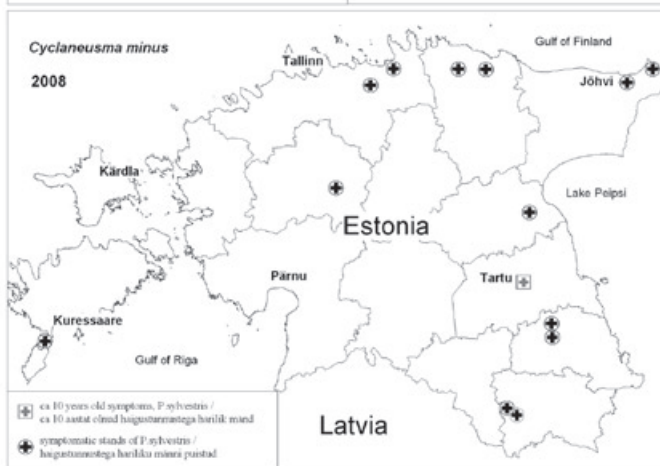 Cyclaneusma minus
2008
Gulf of Finland
Tallinn
Jõhvi
Kärdla
Lake Peipsi
Estonia
Pärnu
Tartu
Kuressaare
Gulf of Riga
Latvia
ca 10 years old symptoms, P.sylvestris /
ca 10 aastat olnud haigustunnustega harilik mänd
symptomatic stands of P.sylvestris /
haigustunnustega hariliku männi puistud